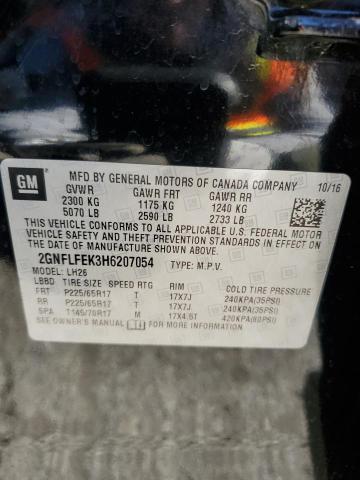 GM
MFD BY GENERAL MOTORS OF CANADA COMPANY 10/16
GVWR GAWR FRT GAWR RR
2300 KG 1175 KG 1240 KG
5070 LB 2590 LB 2733 LB
THIS VEHICLE CONFORMS TO ALL APPLICABLE U.S. FEDERAL MOTOR
VEHICLE SAFETY AND THEFT PREVENTION STANDARDS IN EFFECT
ON THE DATE OF MANUFACTURE SHOWN ABOVE.
2GNFLFEK3H6207054 TYPE: M.P.V.
MODEL: LH26
LBBD TIRE SIZE SPEED RTG RIM COLD TIRE PRESSURE
FRT P225/65R17 T 17X7J 240KPA(35PSI)
RR P225/65R17 T 17X7J 240KPA(35PSI)
SPA T145/70R17 M 17X4.5T 420KPA(60PSI)
SEE OWNER'S MANUAL FOR ADDITIONAL INFORMATION